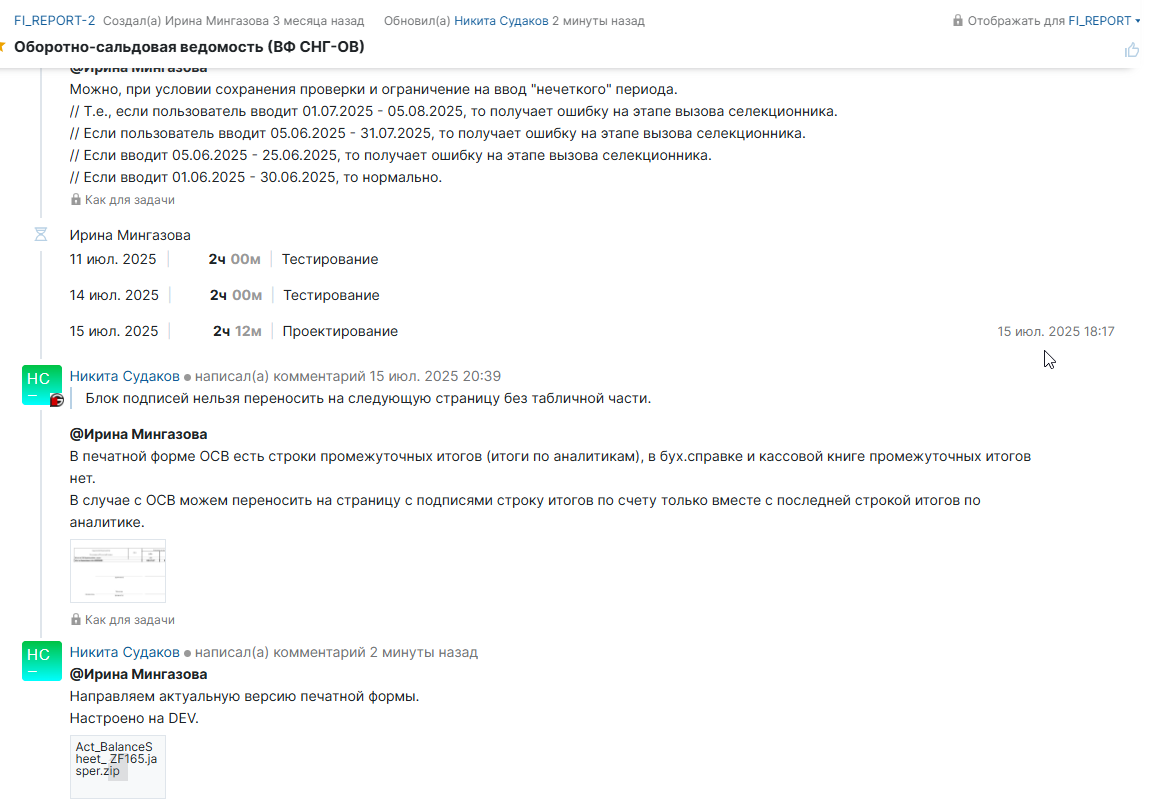 FI_REPORT-2 Создал(а) Ирина Мингазова 3 месяца назад Обновил(а) Никита Судаков 2 минуты назад Отображать для FI_REPORT
Оборотно-сальдовая ведомость (ВФ СНГ-ОВ)
@Ирина Мингазова
Можно, при условии сохранения проверки и ограничение на ввод "нечеткого" периода.
// Т.е., если пользователь вводит 01.07.2025 - 05.08.2025, то получает ошибку на этапе вызова селекционника.
// Если пользователь вводит 05.06.2025 - 31.07.2025, то получает ошибку на этапе вызова селекционника.
// Если вводит 05.06.2025 - 25.06.2025, то получает ошибку на этапе вызова селекционника.
// Если вводит 01.06.2025 - 30.06.2025, то нормально.
Как для задачи
Ирина Мингазова
11 июл. 2025 2ч 00м Тестирование
14 июл. 2025 2ч 00м Тестирование
15 июл. 2025 2ч 12м Проектирование 15 июл. 2025 18:17
НС
Никита Судаков написал(а) комментарий 15 июл. 2025 20:39
Блок подписей нельзя переносить на следующую страницу без табличной части.
@Ирина Мингазова
В печатной форме ОСВ есть строки промежуточных итогов (итоги по аналитикам), в бух.справке и кассовой книге промежуточных итогов
нет.
В случае с ОСВ можем переносить на страницу с подписями строку итогов по счету только вместе с последней строкой итогов по
аналитике.
Как для задачи
НС
Никита Судаков написал(а) комментарий 2 минуты назад
@Ирина Мингазова
Направляем актуальную версию печатной формы.
Настроено на DEV.
Act_BalanceS
heet_ ZF165.ja
sper.zip